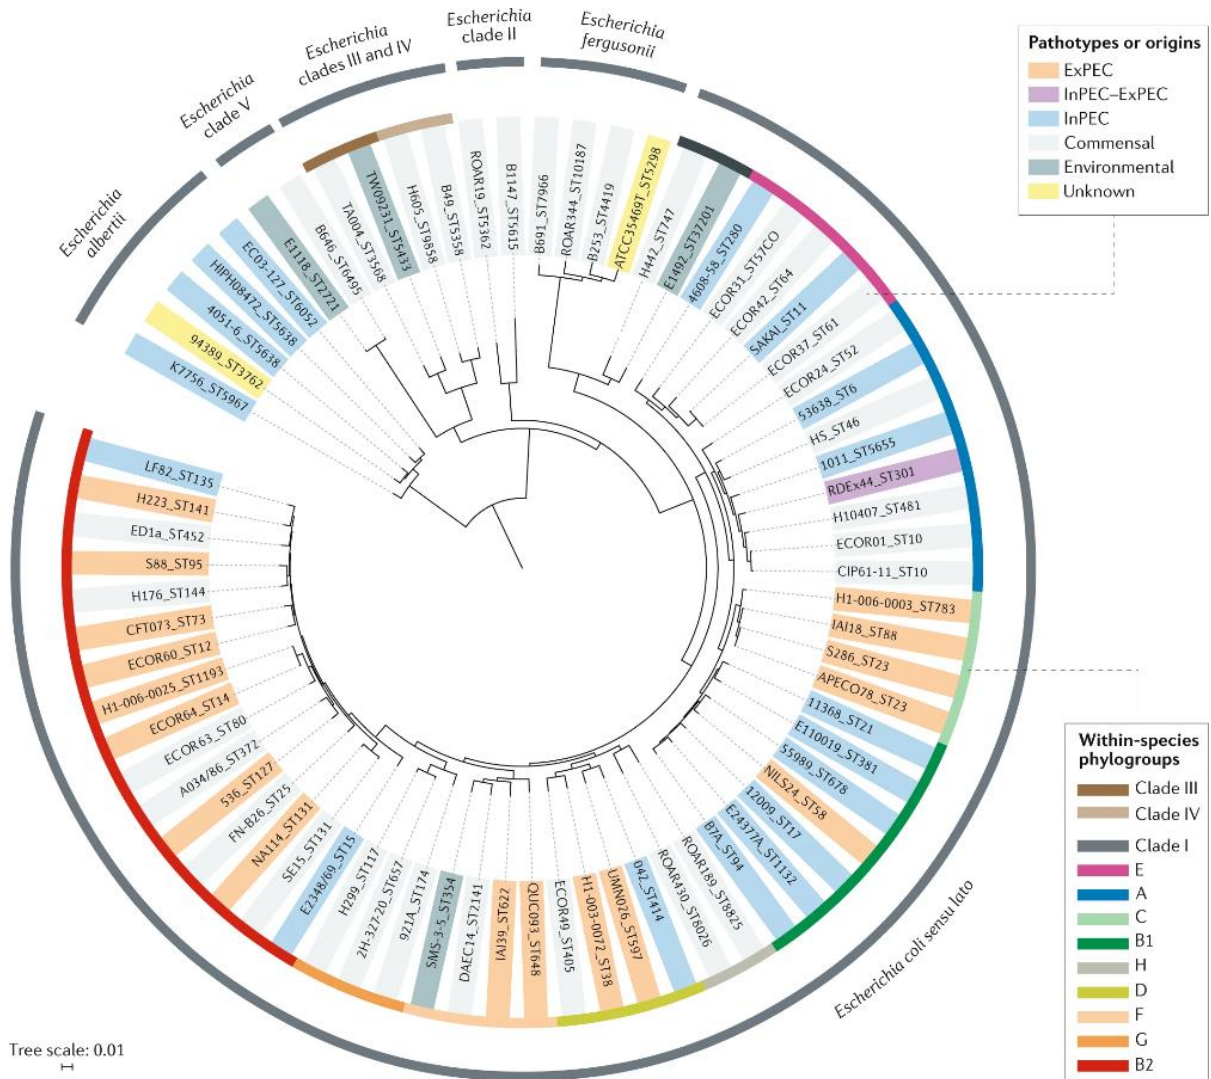 Escherichia
albertii
Escherichia
clade V
Escherichia
clades III and IV
Escherichia
clade II
Escherichia
fergusonii
Pathotypes or origins
ExPEC
InPEC–ExPEC
InPEC
Commensal
Environmental
Unknown
K7756_ST5967
94389_ST3762
4051-6_ST5638
HIPH08472_ST5638
EC03-127_ST6052
E1118_ST2721
B646_ST6495
TA004_ST3568
TW09231_ST5433
H605_ST9858
B49_ST5358
ROAR19_ST5362
B1147_ST5615
B691_ST7966
ROAR344_ST10187
B253_ST4419
ATCC35469T_ST5298
H442_ST747
E1492_ST37201
4608-58_ST280
ECOR31_ST57CO
ECOR42_ST64
SAKAI_ST11
ECOR37_ST61
ECOR24_ST52
53638_ST6
HS_ST46
1011_ST5655
RDEx44_ST301
H10407_ST481
ECOR01_ST10
CIP61-11_ST10
H1-006-0003_ST783
IAI18_ST88
S286_ST23
APECO78_ST23
11368_ST21
E110019_ST381
55989_ST678
NILS24_ST58
12009_ST17
E24377A_ST1132
B7A_ST94
ROAR189_ST8825
ROAR430_ST8026
042_ST414
UMN026_ST597
H1-003-0072_ST38
ECOR49_ST405
QUC093_ST648
IAI39_ST622
DAEC14_ST2141
SMS-3-5_ST354
921A_ST174
2H-3Z7-20_ST657
H299_ST117
E2348/69_ST15
SE15_ST131
NA114_ST131
FN-B26_ST25
536_ST127
A034/86_ST372
ECOR63_ST80
ECOR64_ST14
H1-006-0025_ST1193
ECOR60_ST12
CFT073_ST73
H176_ST144
S88_ST95
ED1a_ST452
H223_ST141
LF82_ST135
Escherichia coli sensu lato
Within-species
phylogroups
Clade III
Clade IV
Clade I
E
A
C
B1
H
D
F
G
B2
Tree scale: 0.01